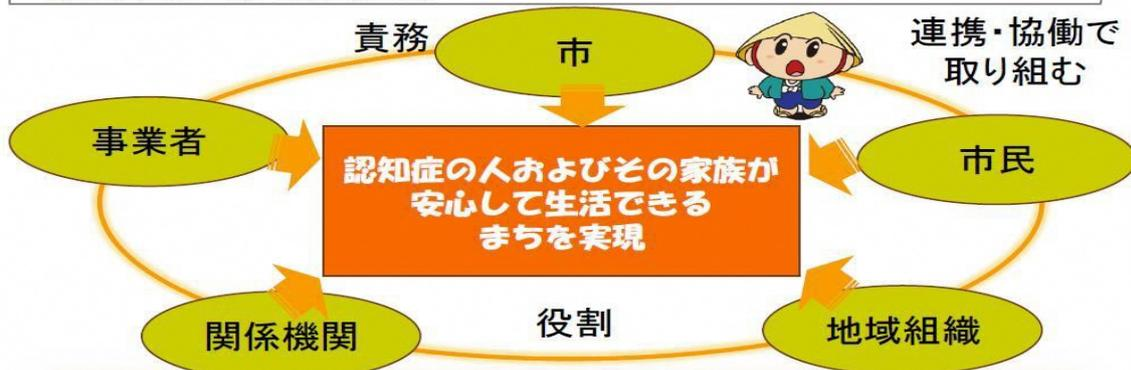 責務
市
連携・協働で
取り組む
事業者
市民
認知症の人およびその家族が
安心して生活できる
まちを実現
関係機関
役割
地域組織